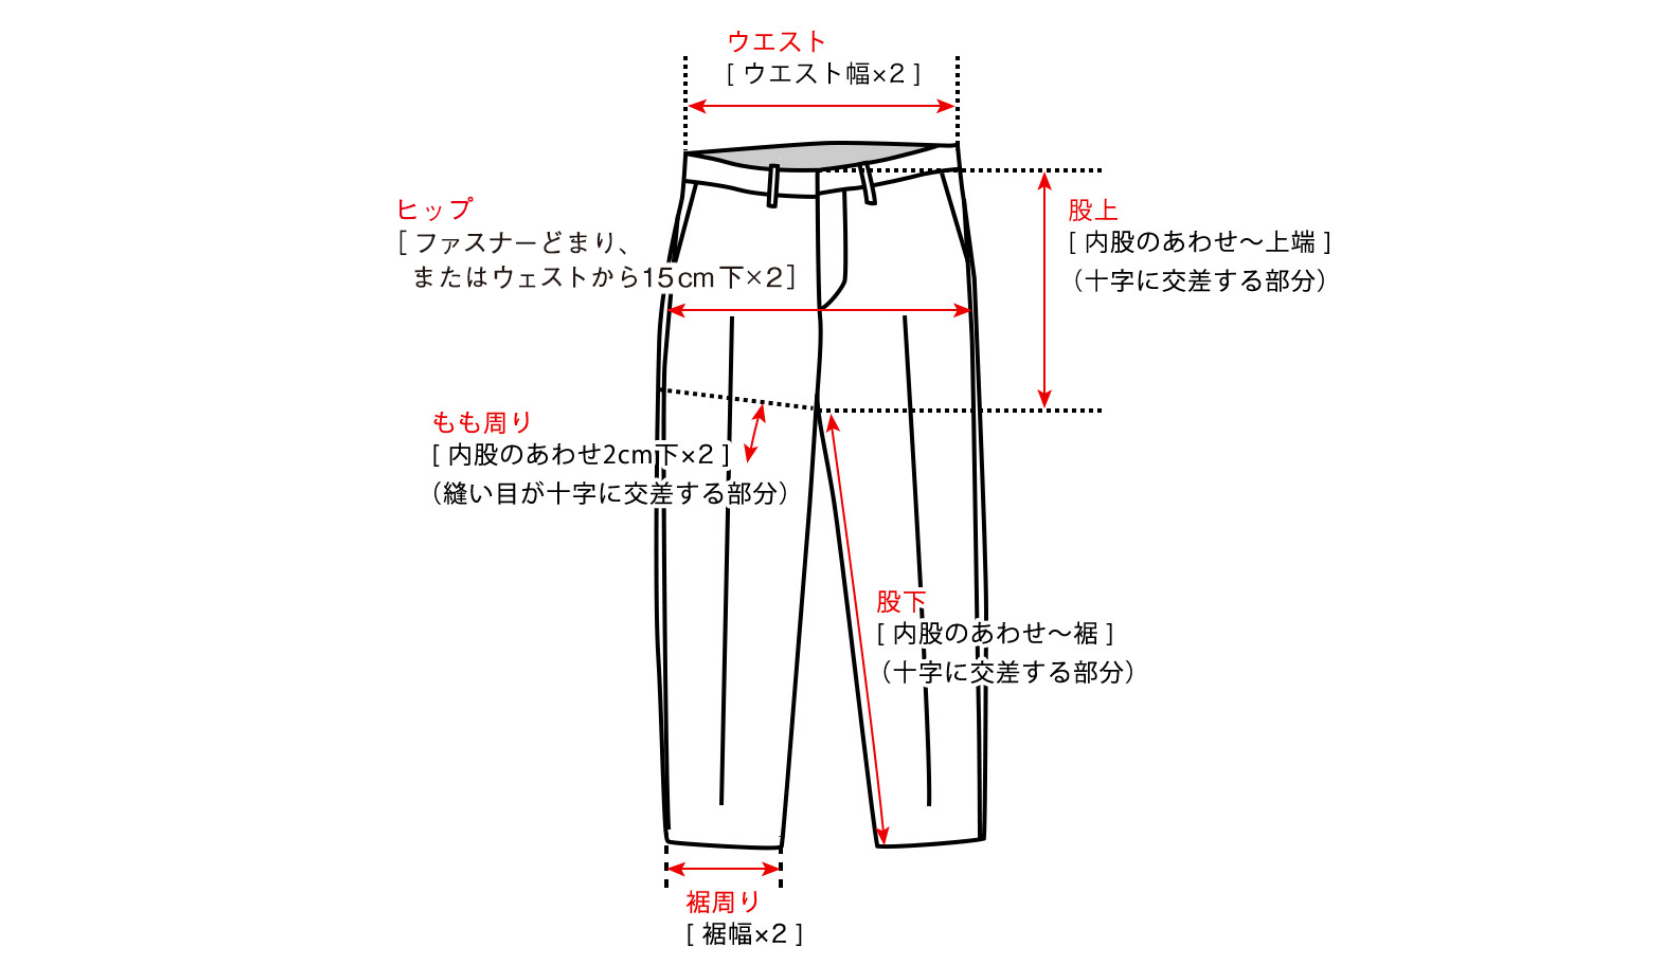 ウエスト
[ ウエスト幅×2 ]
ヒップ
[ ファスナーどまり、
またはウェストから15cm下×2 ]
股上
[ 内股のあわせ～上端 ]
（十字に交差する部分）
もも周り
[ 内股のあわせ2cm下×2 ]
（縫い目が十字に交差する部分）
股下
[ 内股のあわせ～裾 ]
（十字に交差する部分）
裾周り
[ 裾幅×2 ]